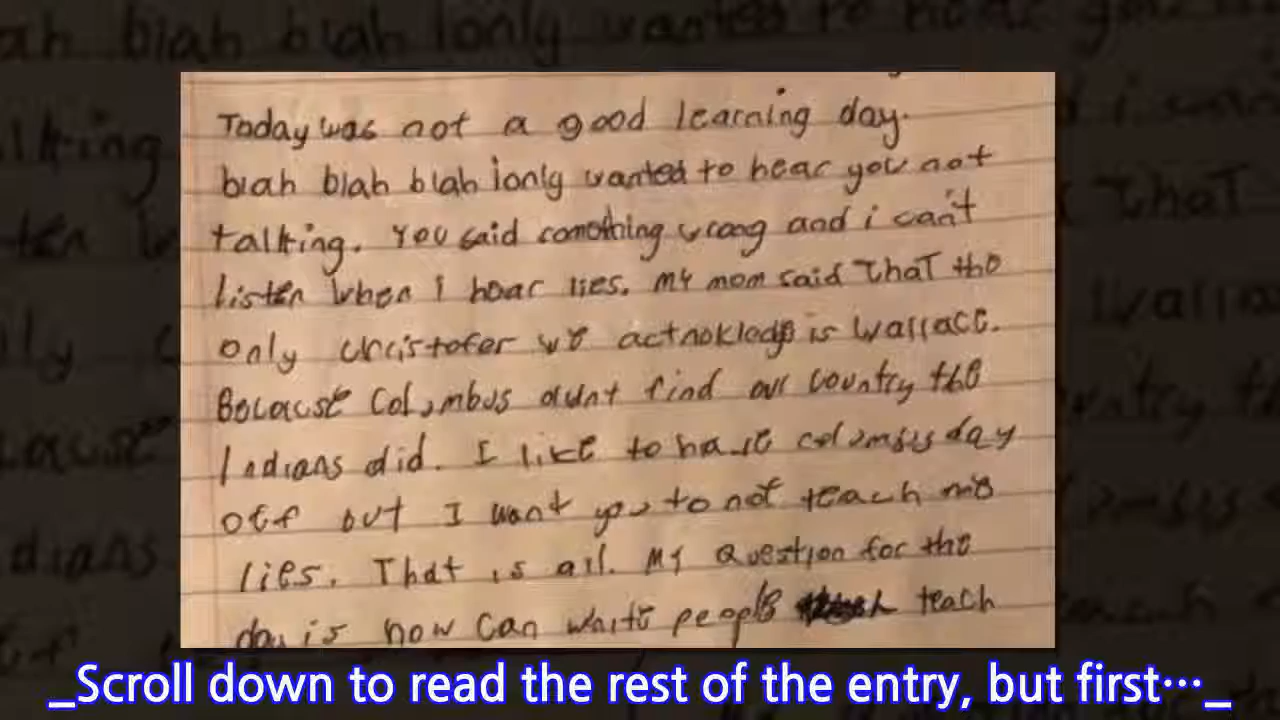 Today was not a good learning day.
blah blah blah ionly wanted to hear you not
talking. You said something wrong and i can't
listen when i hear lies. My mom said That the
only christofer we actnokledge is wallace.
Because Columbus didnt find our country the
Indians did. I like to have columbus day
off but I want you to not teach me
lies. That is all. My Question for the
day is how can white people teach
_Scroll down to read the rest of the entry, but first…_